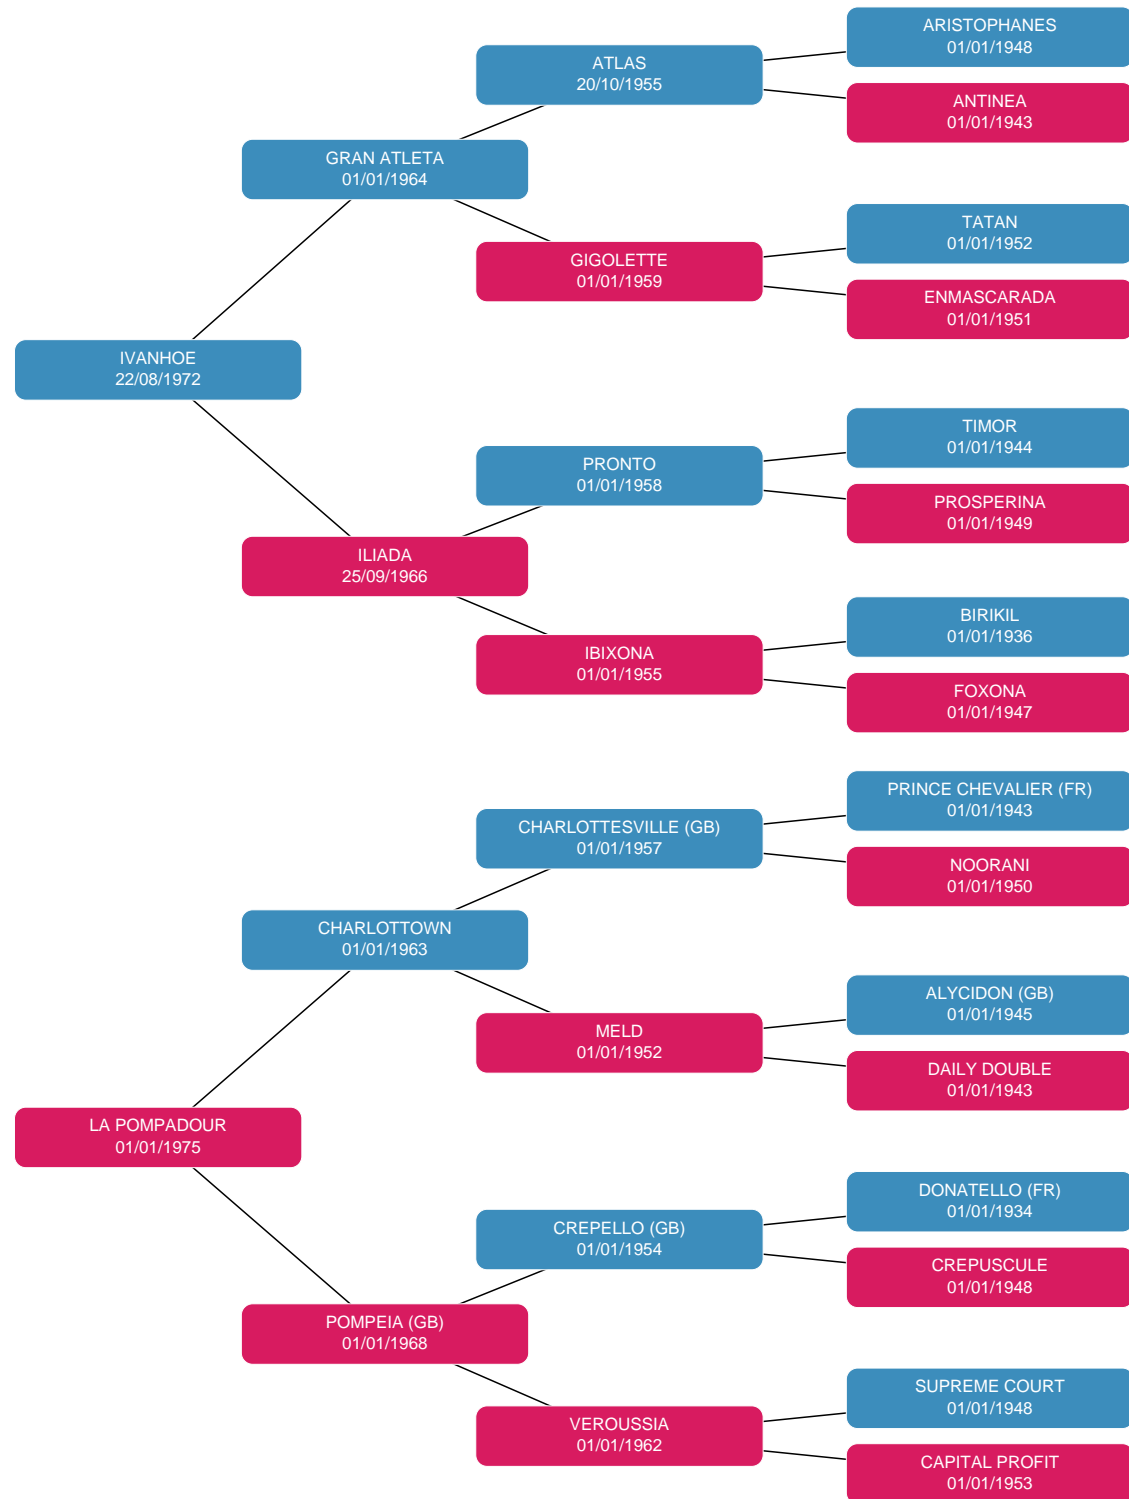 ARISTOPHANES
01/01/1948
ATLAS
20/10/1955
ANTINEA
01/01/1943
GRAN ATLETA
01/01/1964
TATAN
01/01/1952
GIGOLETTE
01/01/1959
ENMASCARADA
01/01/1951
IVANHOE
22/08/1972
TIMOR
01/01/1944
PRONTO
01/01/1958
PROSPERINA
01/01/1949
ILIADA
25/09/1966
BIRIKIL
01/01/1936
IBIXONA
01/01/1955
FOXONA
01/01/1947
PRINCE CHEVALIER (FR)
01/01/1943
CHARLOTTESVILLE (GB)
01/01/1957
NOORANI
01/01/1950
CHARLOTTOWN
01/01/1963
ALYCIDON (GB)
01/01/1945
MELD
01/01/1952
DAILY DOUBLE
01/01/1943
LA POMPADOUR
01/01/1975
DONATELLO (FR)
01/01/1934
CREPELLO (GB)
01/01/1954
CREPUSCULE
01/01/1948
POMPEIA (GB)
01/01/1968
SUPREME COURT
01/01/1948
VEROUSSIA
01/01/1962
CAPITAL PROFIT
01/01/1953